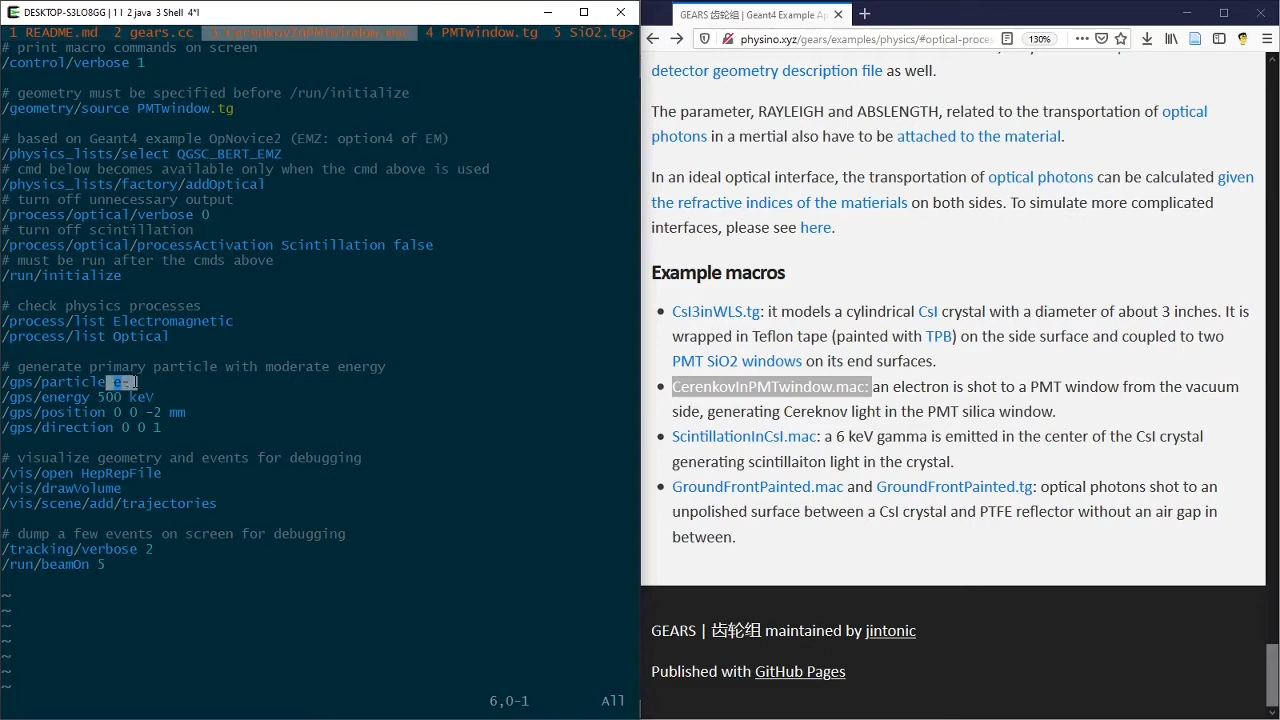 DESKTOP-S3LO8GG | 1 l 2 java 3 Shell 4*l
1 README.md 2 gears.cc 3 CerenkovInPMTwindow.mac 4 PMTwindow.tg 5 SiO2.tg>
# print macro commands on screen
/control/verbose 1
# geometry must be specified before /run/initialize
/geometry/source PMTwindow.tg
# based on Geant4 example OpNovice2 (EMZ: option4 of EM)
/physics_lists/select QGSC_BERT_EMZ
# cmd below becomes available only when the cmd above is used
/physics_lists/factory/addOptical
# turn off unnecessary output
/process/optical/verbose 0
# turn off scintillation
/process/optical/processActivation Scintillation false
# must be run after the cmds above
/run/initialize
# check physics processes
/process/list Electromagnetic
/process/list Optical
# generate primary particle with moderate energy
/gps/particle e-
/gps/energy 500 keV
/gps/position 0 0 -2 mm
/gps/direction 0 0 1
# visualize geometry and events for debugging
/vis/open HepRepFile
/vis/drawVolume
/vis/scene/add/trajectories
# dump a few events on screen for debugging
/tracking/verbose 2
/run/beamOn 5
~
~
~
~
~
~
~
6,0-1 All
GEARS 齿轮组 | Geant4 Example Ap
physino.xyz/gears/examples/physics/#optical-proces
130%
detector geometry description file as well.
The parameter, RAYLEIGH and ABSLENGTH, related to the transportation of optical
photons in a mertial also have to be attached to the material.
In an ideal optical interface, the transportation of optical photons can be calculated given
the refractive indices of the matierials on both sides. To simulate more complicated
interfaces, please see here.
Example macros
• CsI3inWLS.tg: it models a cylindrical CsI crystal with a diameter of about 3 inches. It is
wrapped in Teflon tape (painted with TPB) on the side surface and coupled to two
PMT SiO2 windows on its end surfaces.
• CerenkovInPMTwindow.mac: an electron is shot to a PMT window from the vacuum
side, generating Cereknov light in the PMT silica window.
• ScintillationInCsI.mac: a 6 keV gamma is emitted in the center of the CsI crystal
generating scintillaiton light in the crystal.
• GroundFrontPainted.mac and GroundFrontPainted.tg: optical photons shot to an
unpolished surface between a CsI crystal and PTFE reflector without an air gap in
between.
GEARS | 齿轮组 maintained by jintonic
Published with GitHub Pages